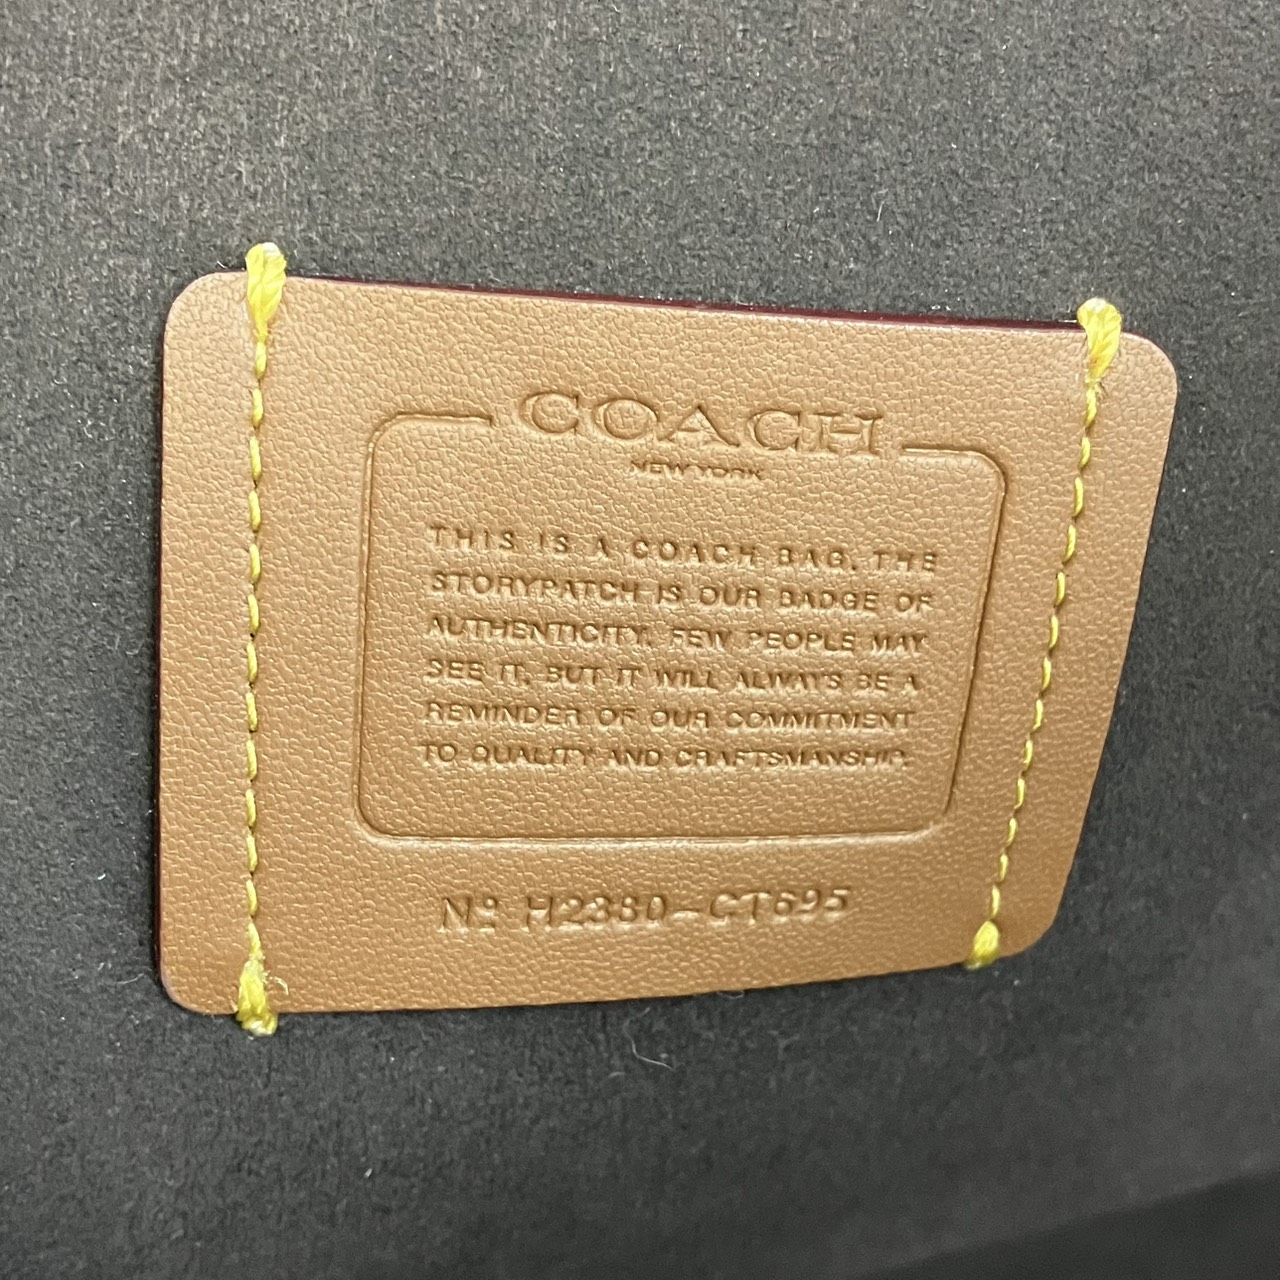 COACH
NEW YORK
THIS IS A COACH BAG. THE
STORYPATCH IS OUR BADGE OF
AUTHENTICITY. FEW PEOPLE MAY
SEE IT, BUT IT WILL ALWAYS BE A
REMINDER OF OUR COMMITMENT
TO QUALITY AND CRAFTSMANSHIP.
Nº H2380-CT695